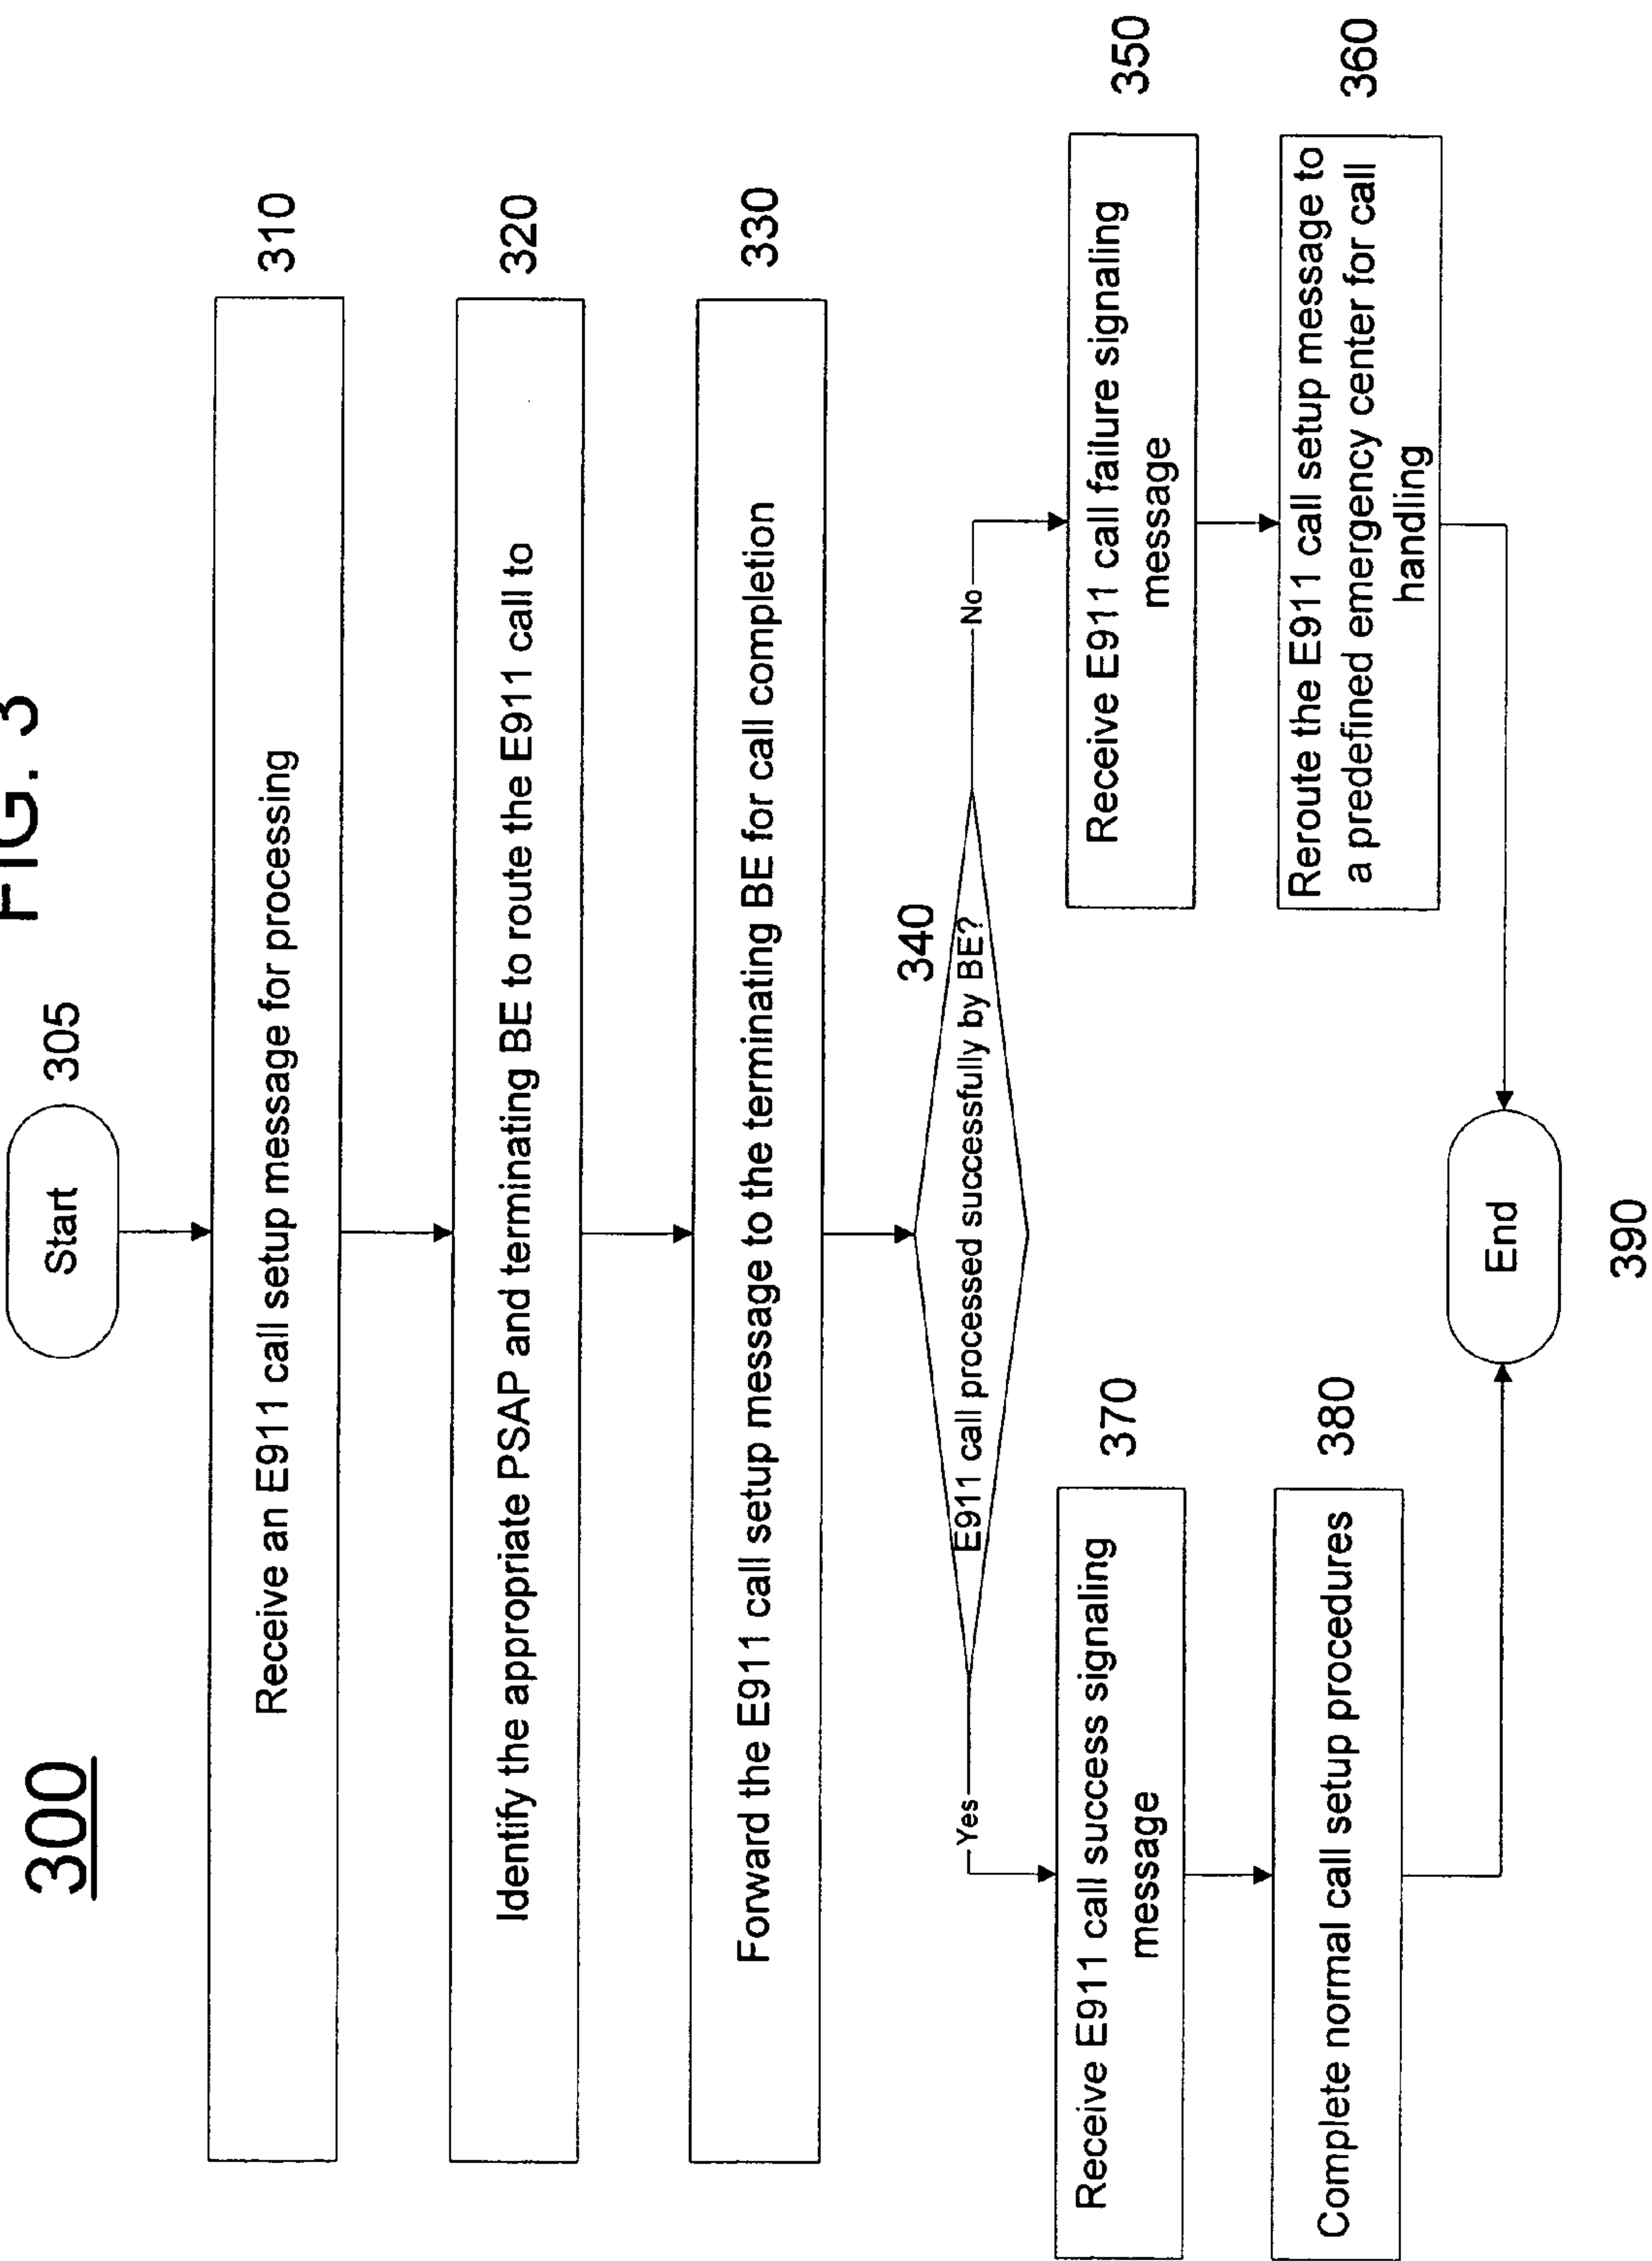 FIG. 3
300
Start
305
Receive an E911 call setup message for processing
310
Identify the appropriate PSAP and terminating BE to route the E911 call to
320
Forward the E911 call setup message to the terminating BE for call completion
330
340
E911 call processed successfully by BE?
Yes
No
Receive E911 call success signaling
message
370
Receive E911 call failure signaling
message
350
Complete normal call setup procedures
380
Reroute the E911 call setup message to
a predefined emergency center for call
handling
360
End
390